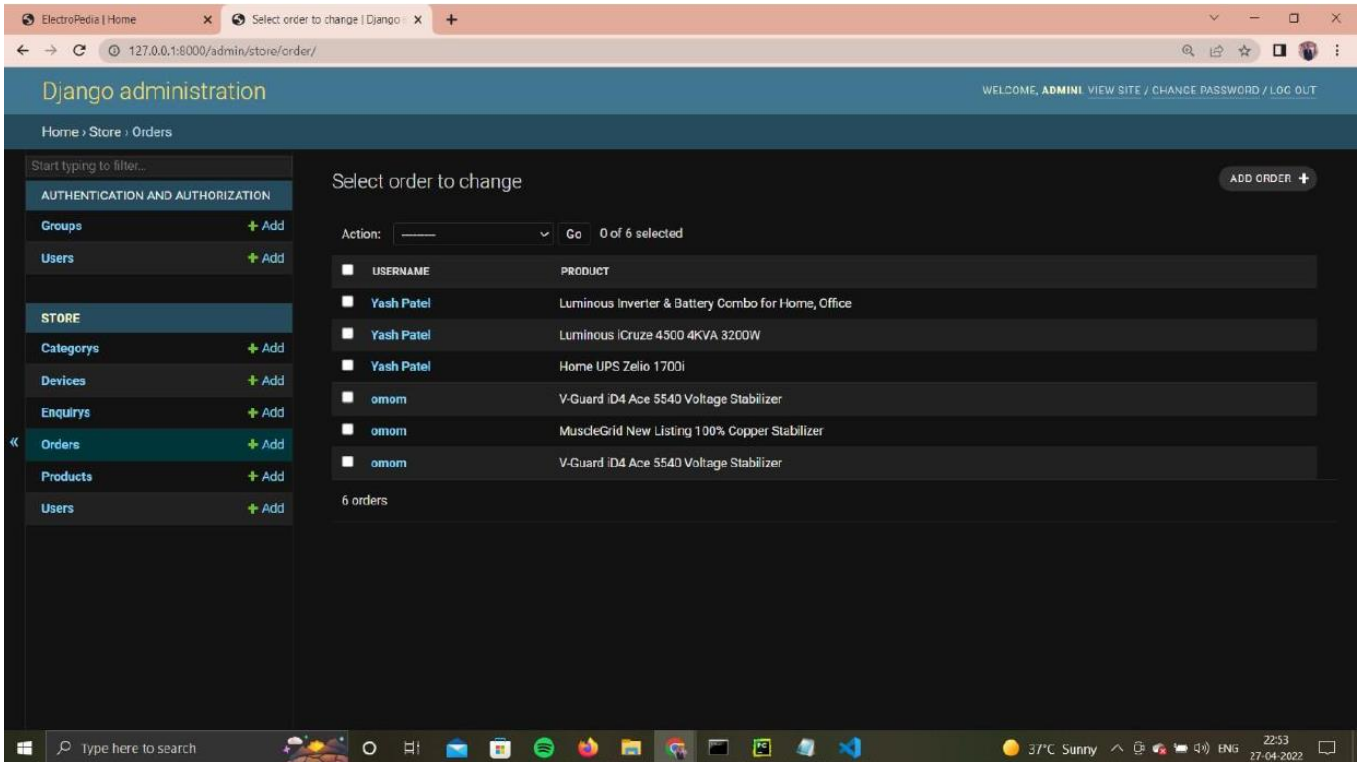 ElectroPedia | Home
Select order to change | Django
127.0.0.1:8000/admin/store/order/
Django administration
WELCOME, ADMINI. VIEW SITE / CHANGE PASSWORD / LOG OUT
Home › Store › Orders
Start typing to filter...
AUTHENTICATION AND AUTHORIZATION
Groups + Add
Users + Add
STORE
Categorys + Add
Devices + Add
Enquirys + Add
Orders + Add
Products + Add
Users + Add
«
Select order to change
ADD ORDER +
Action: --------- Go 0 of 6 selected
USERNAME PRODUCT
Yash Patel Luminous Inverter & Battery Combo for Home, Office
Yash Patel Luminous iCruze 4500 4KVA 3200W
Yash Patel Home UPS Zelio 1700i
omom V-Guard iD4 Ace 5540 Voltage Stabilizer
omom MuscleGrid New Listing 100% Copper Stabilizer
omom V-Guard iD4 Ace 5540 Voltage Stabilizer
6 orders
Type here to search
37°C Sunny
ENG
22:53
27-04-2022